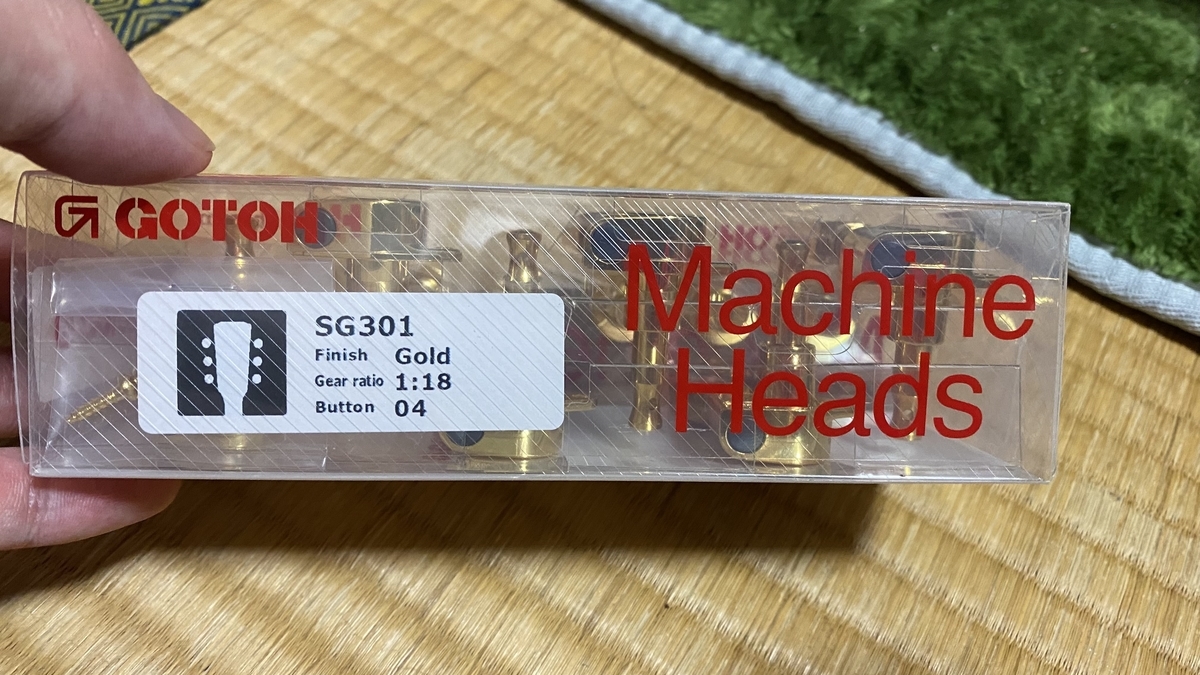 GOTOH
Machine
Heads
SG301
Finish Gold
Gear ratio 1:18
Button 04